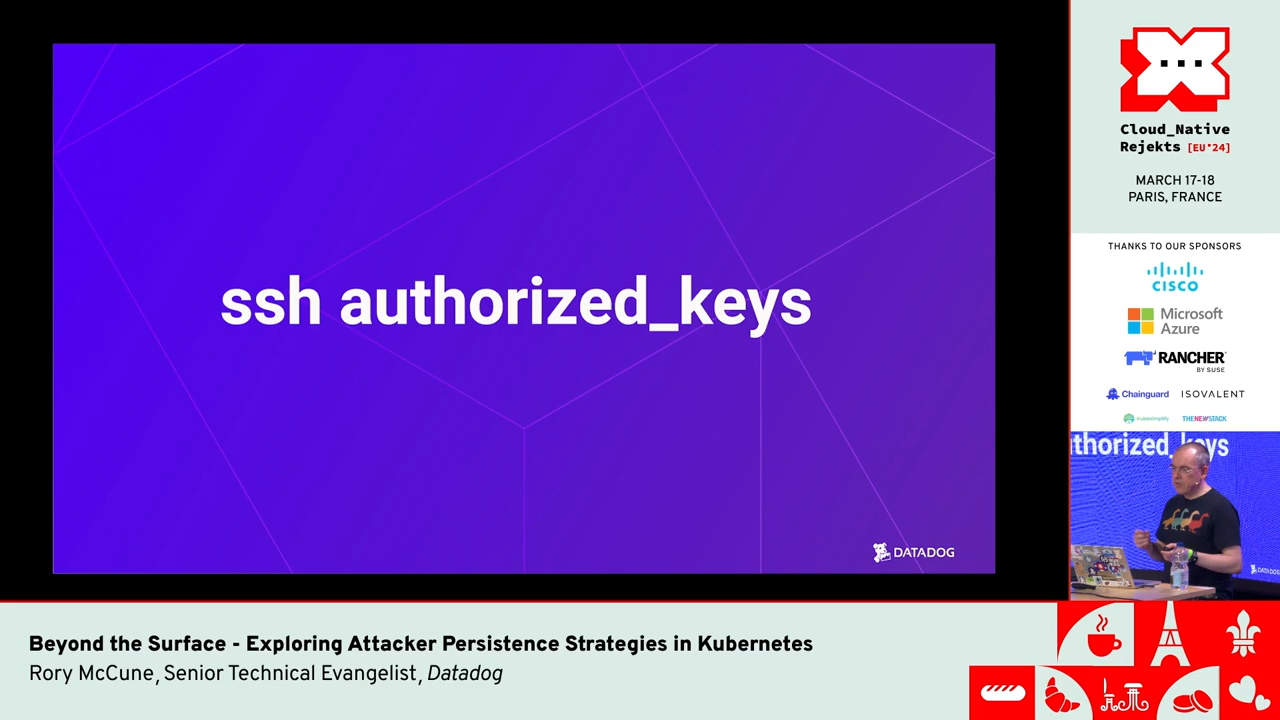 ssh authorized_keys
DATADOG
Cloud_Native
Rejekts [EU'24]
MARCH 17-18
PARIS, FRANCE
THANKS TO OUR SPONSORS
CISCO
Microsoft
Azure
RANCHER
BY SUSE
Chainguard ISOVALENT
kubesimplify THENEWSTACK
thorized_keys
DATADOG
Beyond the Surface - Exploring Attacker Persistence Strategies in Kubernetes
Rory McCune, Senior Technical Evangelist, Datadog